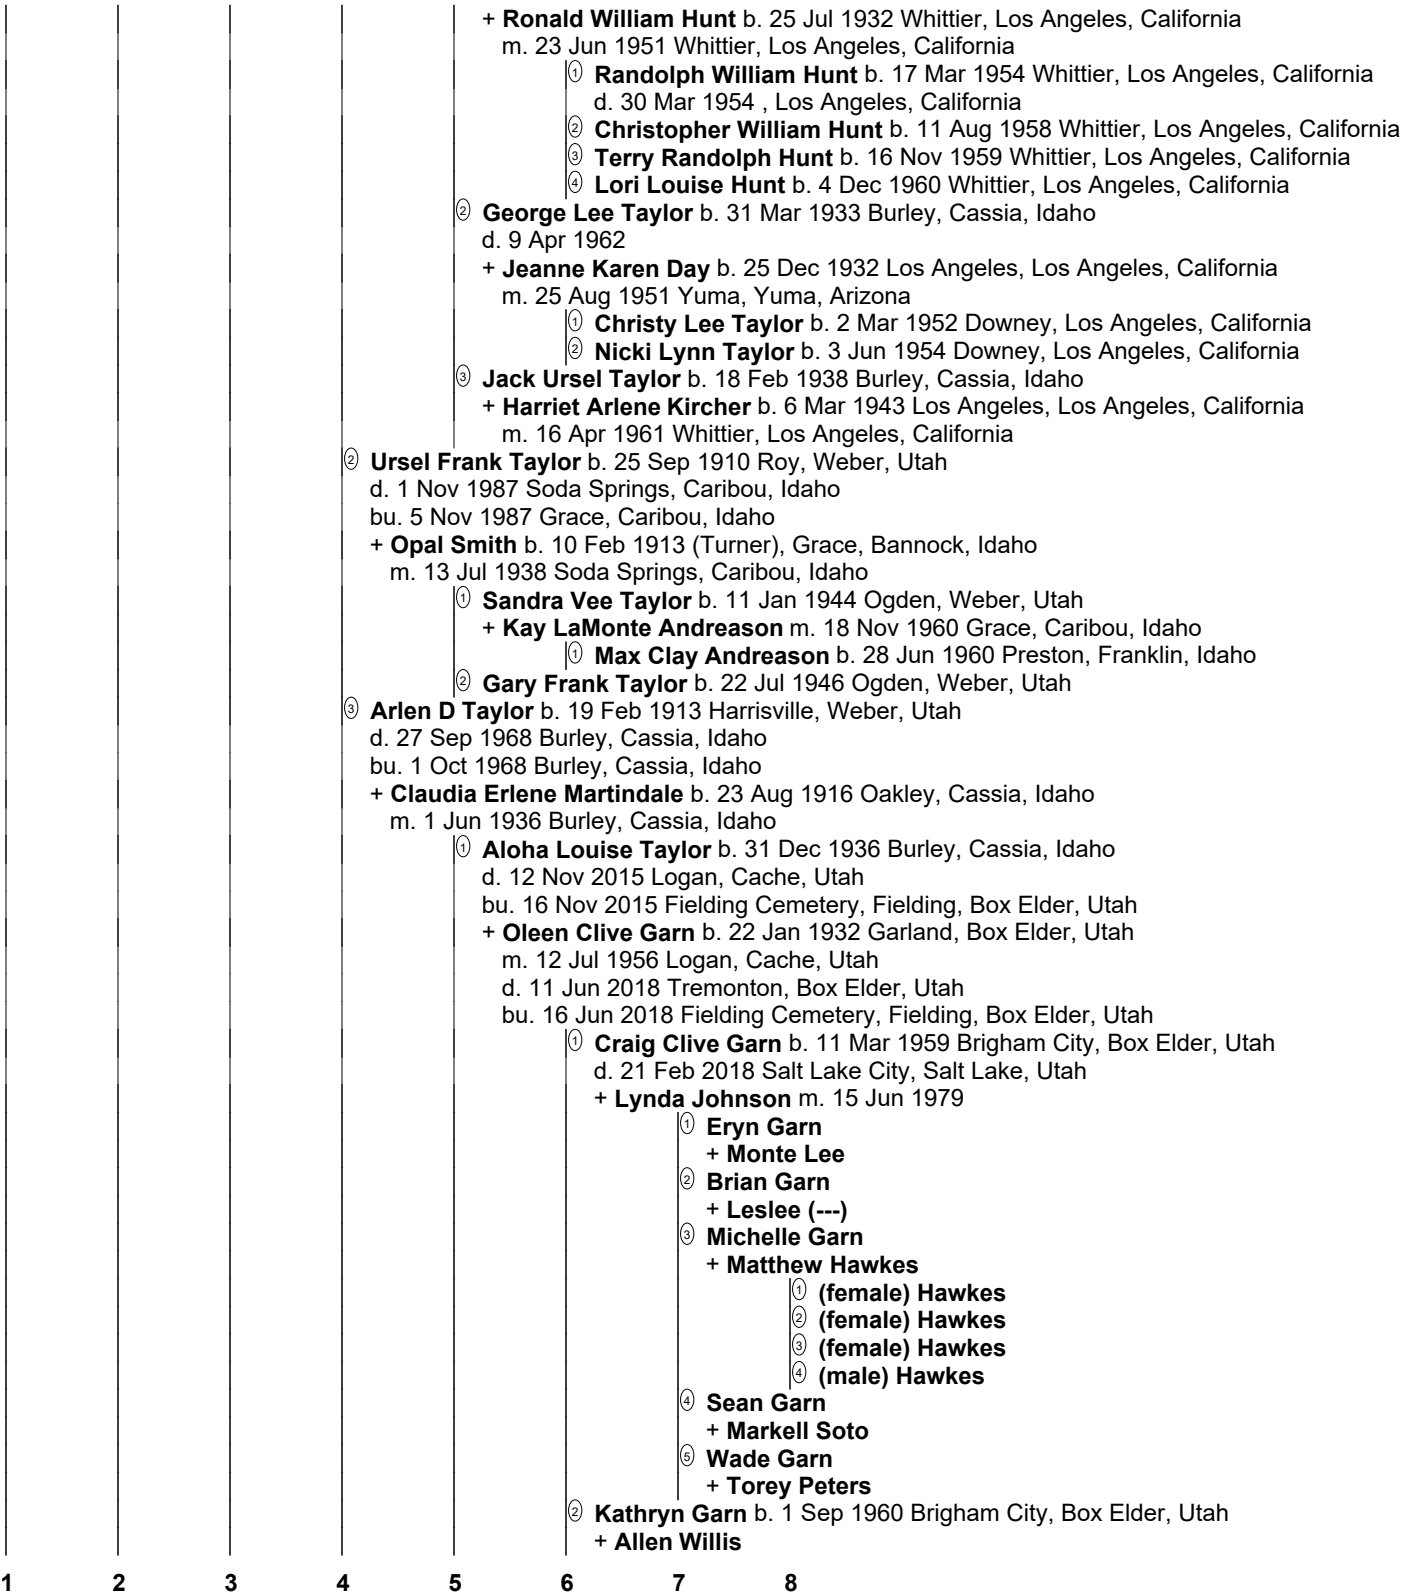 + Ronald William Hunt b. 25 Jul 1932 Whittier, Los Angeles, California
m. 23 Jun 1951 Whittier, Los Angeles, California
① Randolph William Hunt b. 17 Mar 1954 Whittier, Los Angeles, California
d. 30 Mar 1954 , Los Angeles, California
② Christopher William Hunt b. 11 Aug 1958 Whittier, Los Angeles, California
③ Terry Randolph Hunt b. 16 Nov 1959 Whittier, Los Angeles, California
④ Lori Louise Hunt b. 4 Dec 1960 Whittier, Los Angeles, California
② George Lee Taylor b. 31 Mar 1933 Burley, Cassia, Idaho
d. 9 Apr 1962
+ Jeanne Karen Day b. 25 Dec 1932 Los Angeles, Los Angeles, California
m. 25 Aug 1951 Yuma, Yuma, Arizona
① Christy Lee Taylor b. 2 Mar 1952 Downey, Los Angeles, California
② Nicki Lynn Taylor b. 3 Jun 1954 Downey, Los Angeles, California
③ Jack Ursel Taylor b. 18 Feb 1938 Burley, Cassia, Idaho
+ Harriet Arlene Kircher b. 6 Mar 1943 Los Angeles, Los Angeles, California
m. 16 Apr 1961 Whittier, Los Angeles, California
② Ursel Frank Taylor b. 25 Sep 1910 Roy, Weber, Utah
d. 1 Nov 1987 Soda Springs, Caribou, Idaho
bu. 5 Nov 1987 Grace, Caribou, Idaho
+ Opal Smith b. 10 Feb 1913 (Turner), Grace, Bannock, Idaho
m. 13 Jul 1938 Soda Springs, Caribou, Idaho
① Sandra Vee Taylor b. 11 Jan 1944 Ogden, Weber, Utah
+ Kay LaMonte Andreason m. 18 Nov 1960 Grace, Caribou, Idaho
① Max Clay Andreason b. 28 Jun 1960 Preston, Franklin, Idaho
② Gary Frank Taylor b. 22 Jul 1946 Ogden, Weber, Utah
③ Arlen D Taylor b. 19 Feb 1913 Harrisville, Weber, Utah
d. 27 Sep 1968 Burley, Cassia, Idaho
bu. 1 Oct 1968 Burley, Cassia, Idaho
+ Claudia Erlene Martindale b. 23 Aug 1916 Oakley, Cassia, Idaho
m. 1 Jun 1936 Burley, Cassia, Idaho
① Aloha Louise Taylor b. 31 Dec 1936 Burley, Cassia, Idaho
d. 12 Nov 2015 Logan, Cache, Utah
bu. 16 Nov 2015 Fielding Cemetery, Fielding, Box Elder, Utah
+ Oleen Clive Garn b. 22 Jan 1932 Garland, Box Elder, Utah
m. 12 Jul 1956 Logan, Cache, Utah
d. 11 Jun 2018 Tremonton, Box Elder, Utah
bu. 16 Jun 2018 Fielding Cemetery, Fielding, Box Elder, Utah
① Craig Clive Garn b. 11 Mar 1959 Brigham City, Box Elder, Utah
d. 21 Feb 2018 Salt Lake City, Salt Lake, Utah
+ Lynda Johnson m. 15 Jun 1979
① Eryn Garn
+ Monte Lee
② Brian Garn
+ Leslee (---)
③ Michelle Garn
+ Matthew Hawkes
① (female) Hawkes
② (female) Hawkes
③ (female) Hawkes
④ (male) Hawkes
④ Sean Garn
+ Markell Soto
⑤ Wade Garn
+ Torey Peters
② Kathryn Garn b. 1 Sep 1960 Brigham City, Box Elder, Utah
+ Allen Willis
1 2 3 4 5 6 7 8